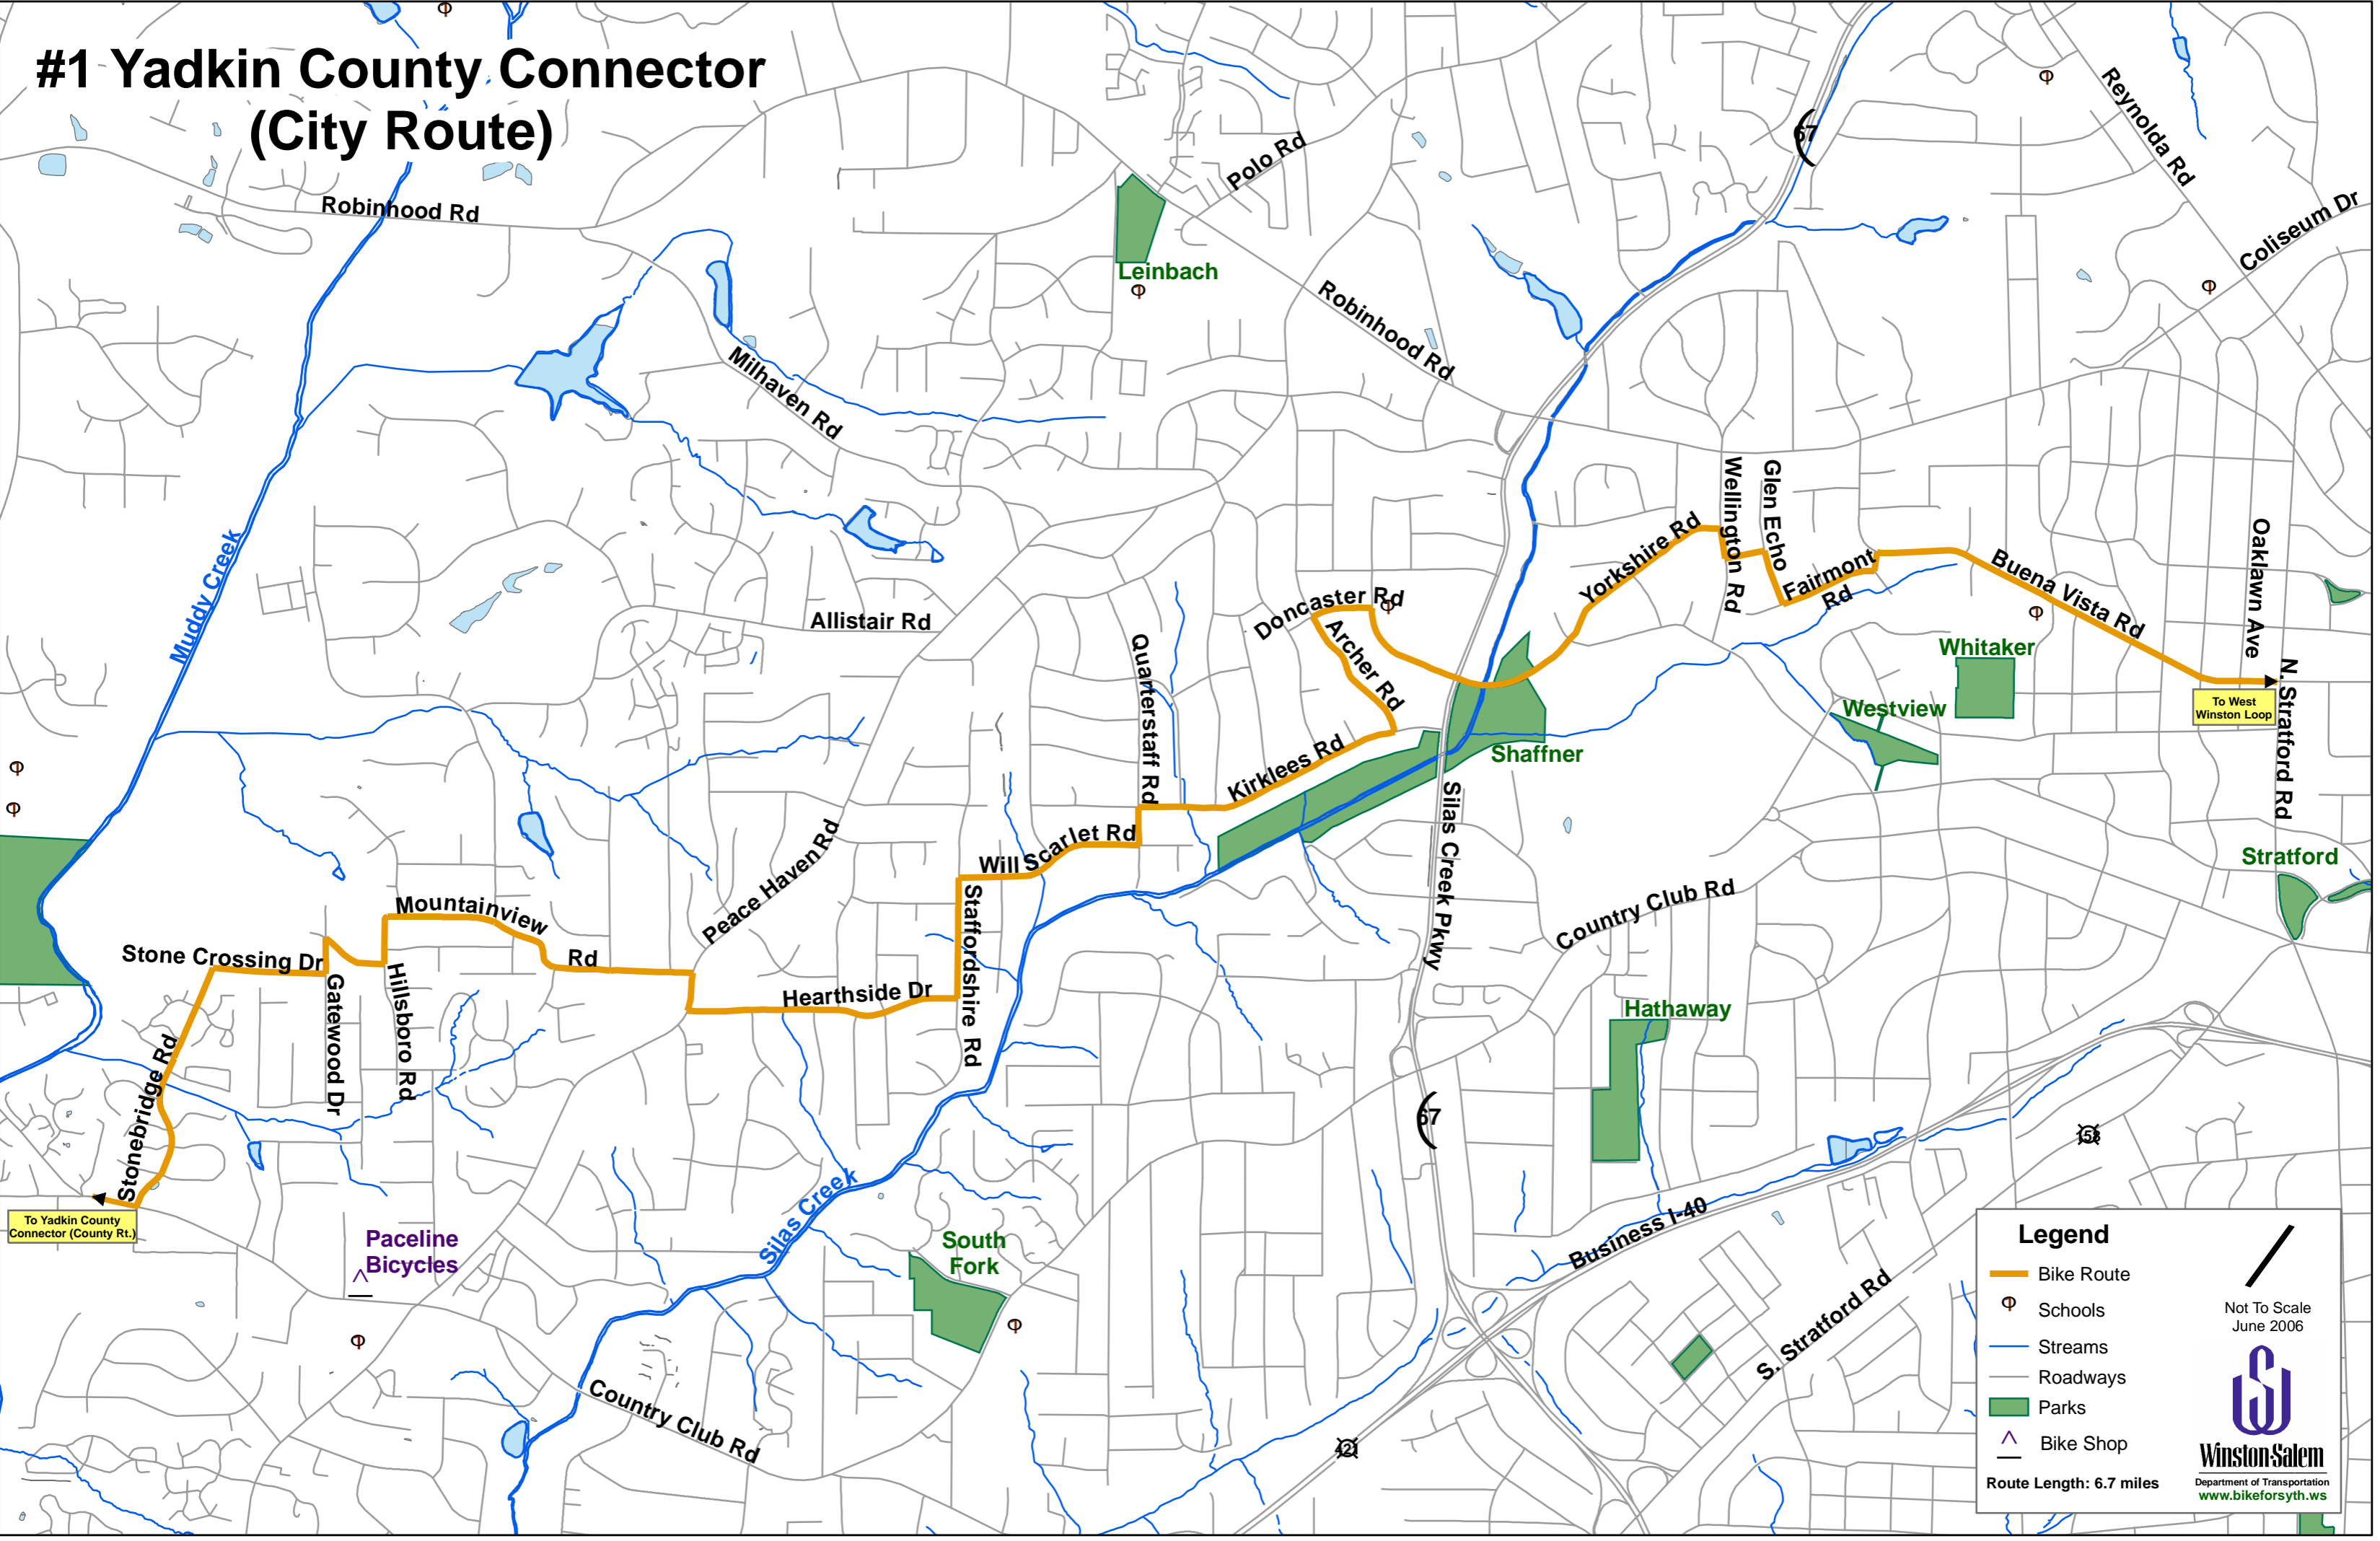 #1 Yadkin County Connector
(City Route)
67
Reynolda Rd
Polo Rd
Coliseum Dr
Robinhood Rd
Leinbach
Robinhood Rd
Milhaven Rd
Muddy Creek
Wellington Rd
Glen Echo
Yorkshire Rd
Fairmont
Rd
Buena Vista Rd
Oaklawn Ave
Allistair Rd
Doncaster Rd
Archer Rd
Quarterstaff Rd
Whitaker
Westview
N. Stratford Rd
To West
Winston Loop
Kirklees Rd
Shaffner
Silas Creek Pkwy
Will Scarlet Rd
Peace Haven Rd
Stratford
Country Club Rd
Mountainview
Rd
Staffordshire Rd
Stone Crossing Dr
Gatewood Dr
Hillsboro Rd
Hearthside Dr
Hathaway
Stonebridge Rd
67
158
To Yadkin County
Connector (County Rt.)
Silas Creek
Paceline
Bicycles
South
Fork
Business I-40
S. Stratford Rd
Country Club Rd
421
Legend
Bike Route
Schools
Streams
Roadways
Parks
Bike Shop
Route Length: 6.7 miles
Not To Scale
June 2006
Winston-Salem
Department of Transportation
www.bikeforsyth.ws